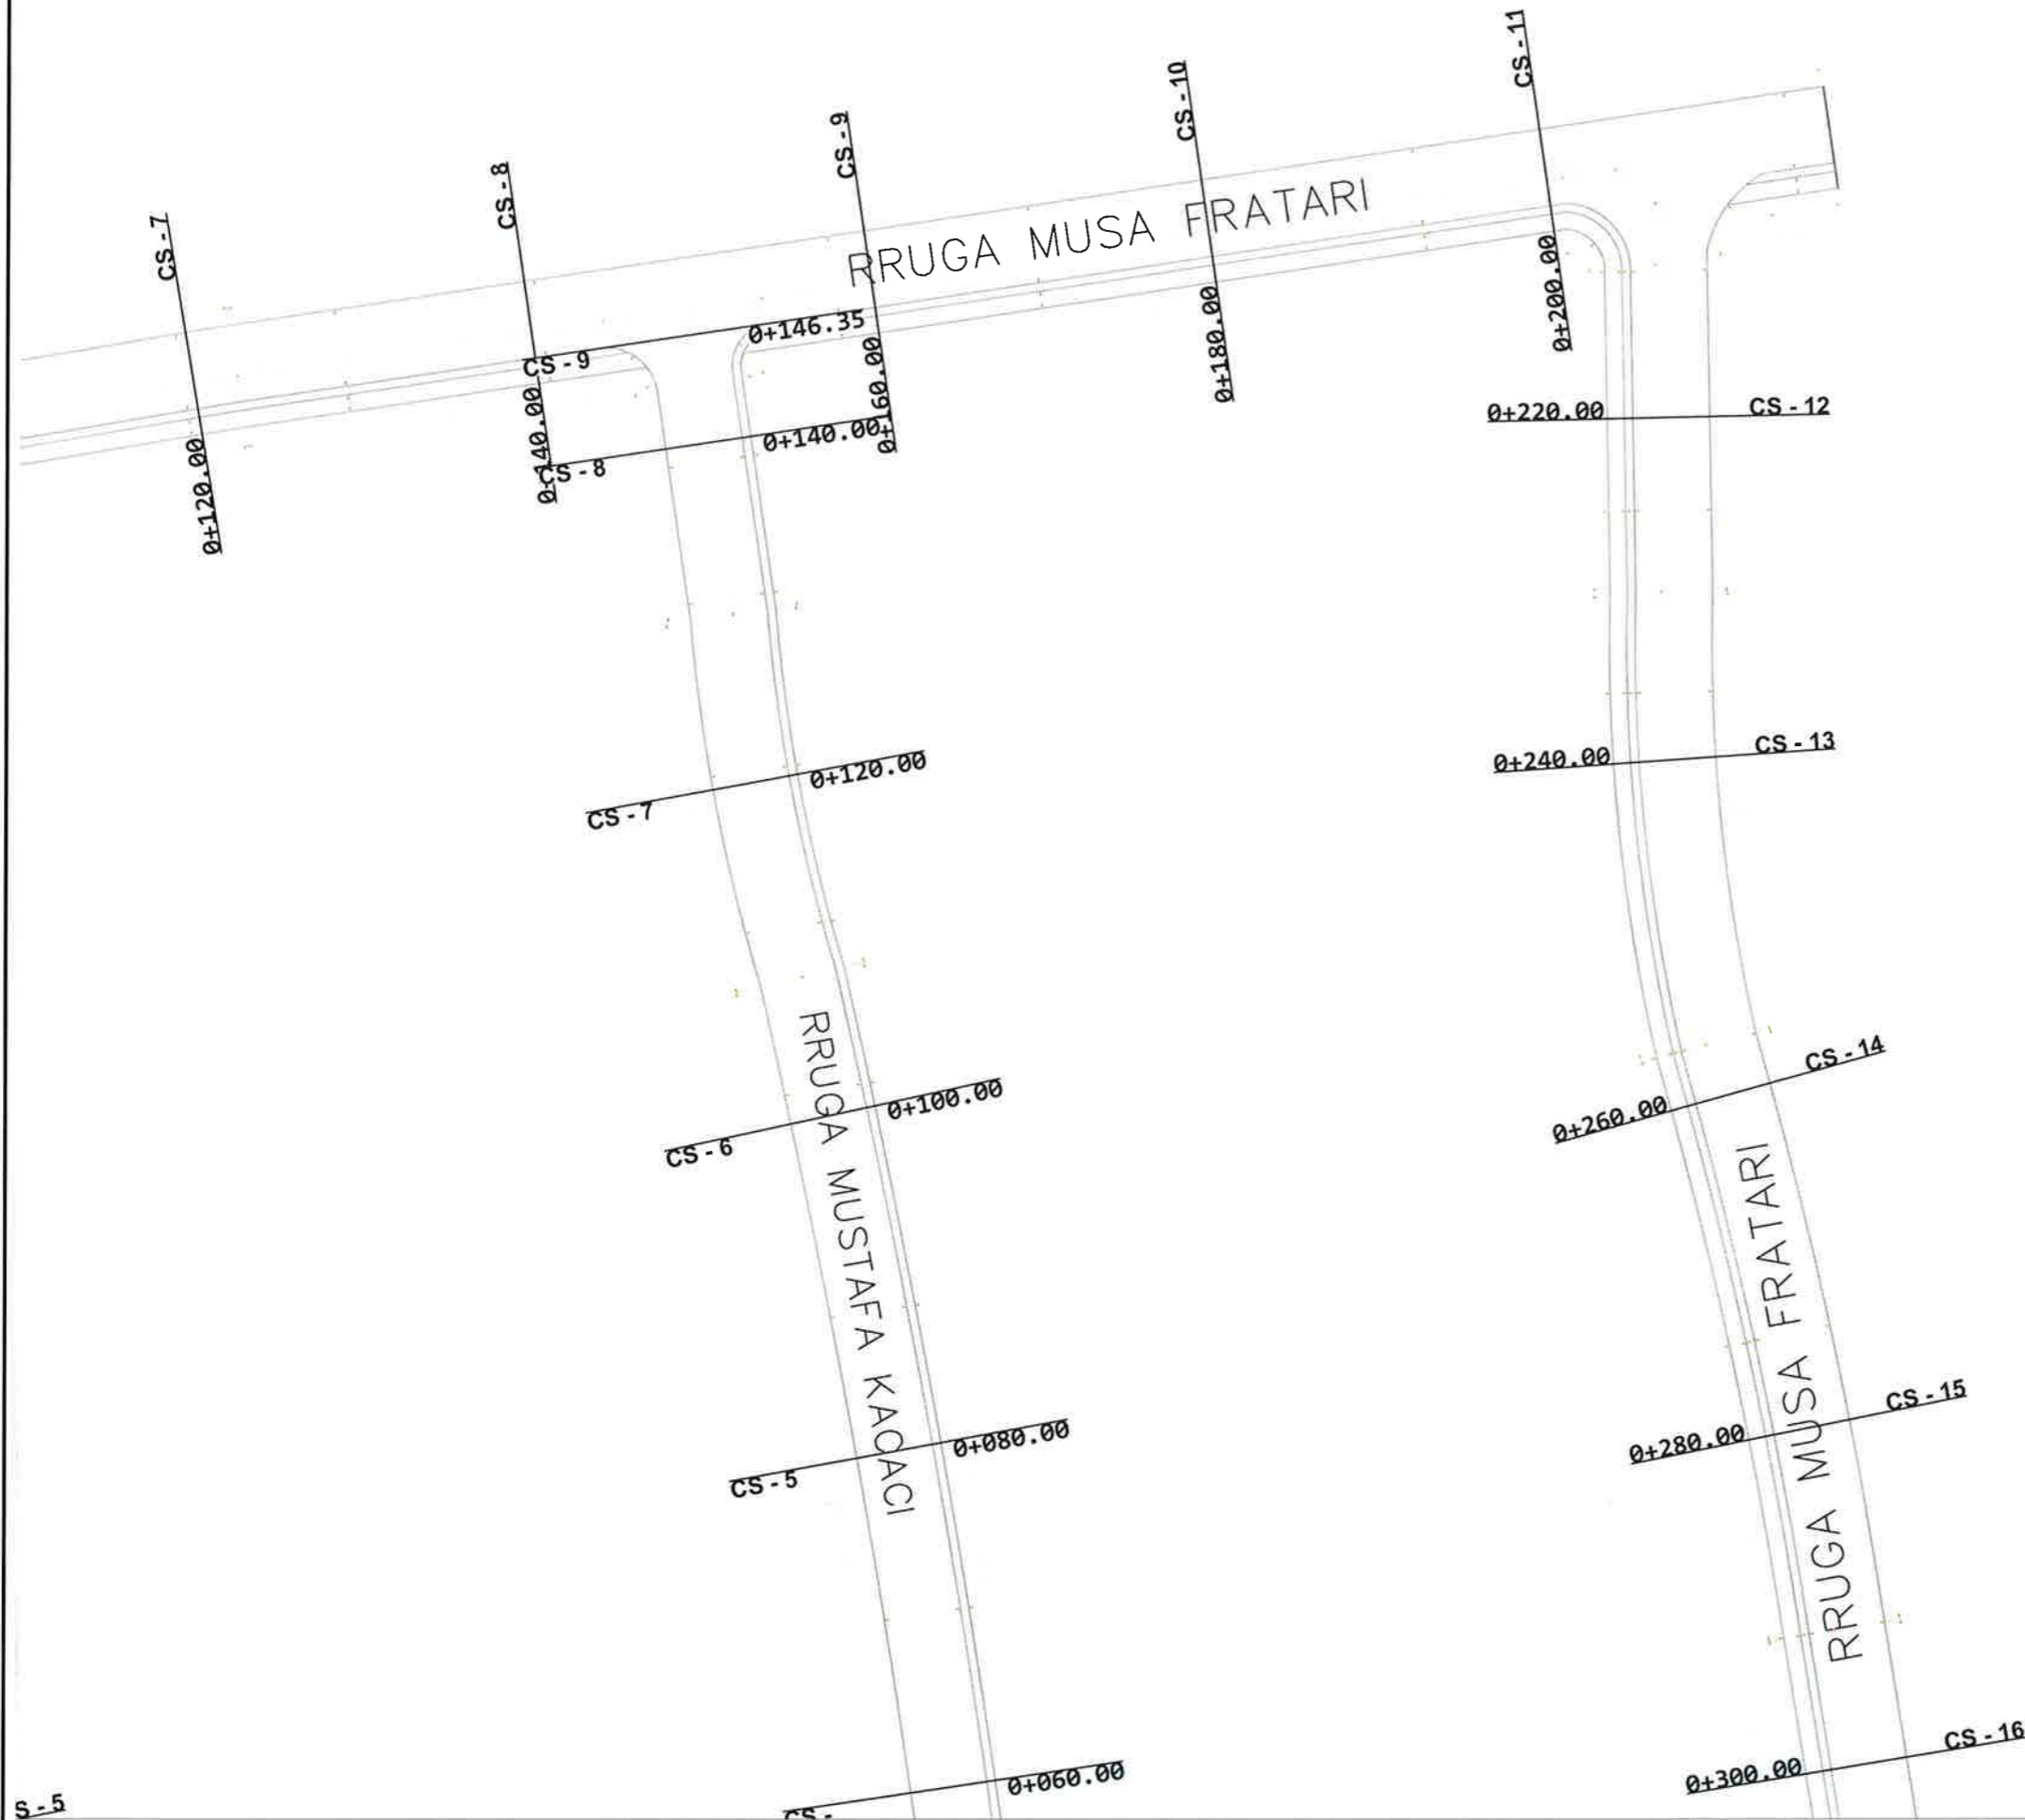 CS-11
CS-10
CS-9
CS-8
CS-7
RRUGA MUSA FRATARI
0+200.00
0+180.00
0+146.35
0+160.00
CS-9
0+140.00
0+120.00
0+140.00
CS-8
0+220.00 CS-12
0+240.00 CS-13
CS-7 0+120.00
CS-6 0+100.00
0+260.00 CS-14
RRUGA MUSTAFA KACACI
RRUGA MUSA FRATARI
CS-5 0+080.00
0+280.00 CS-15
0+300.00 CS-16
CS- 0+060.00
S-5